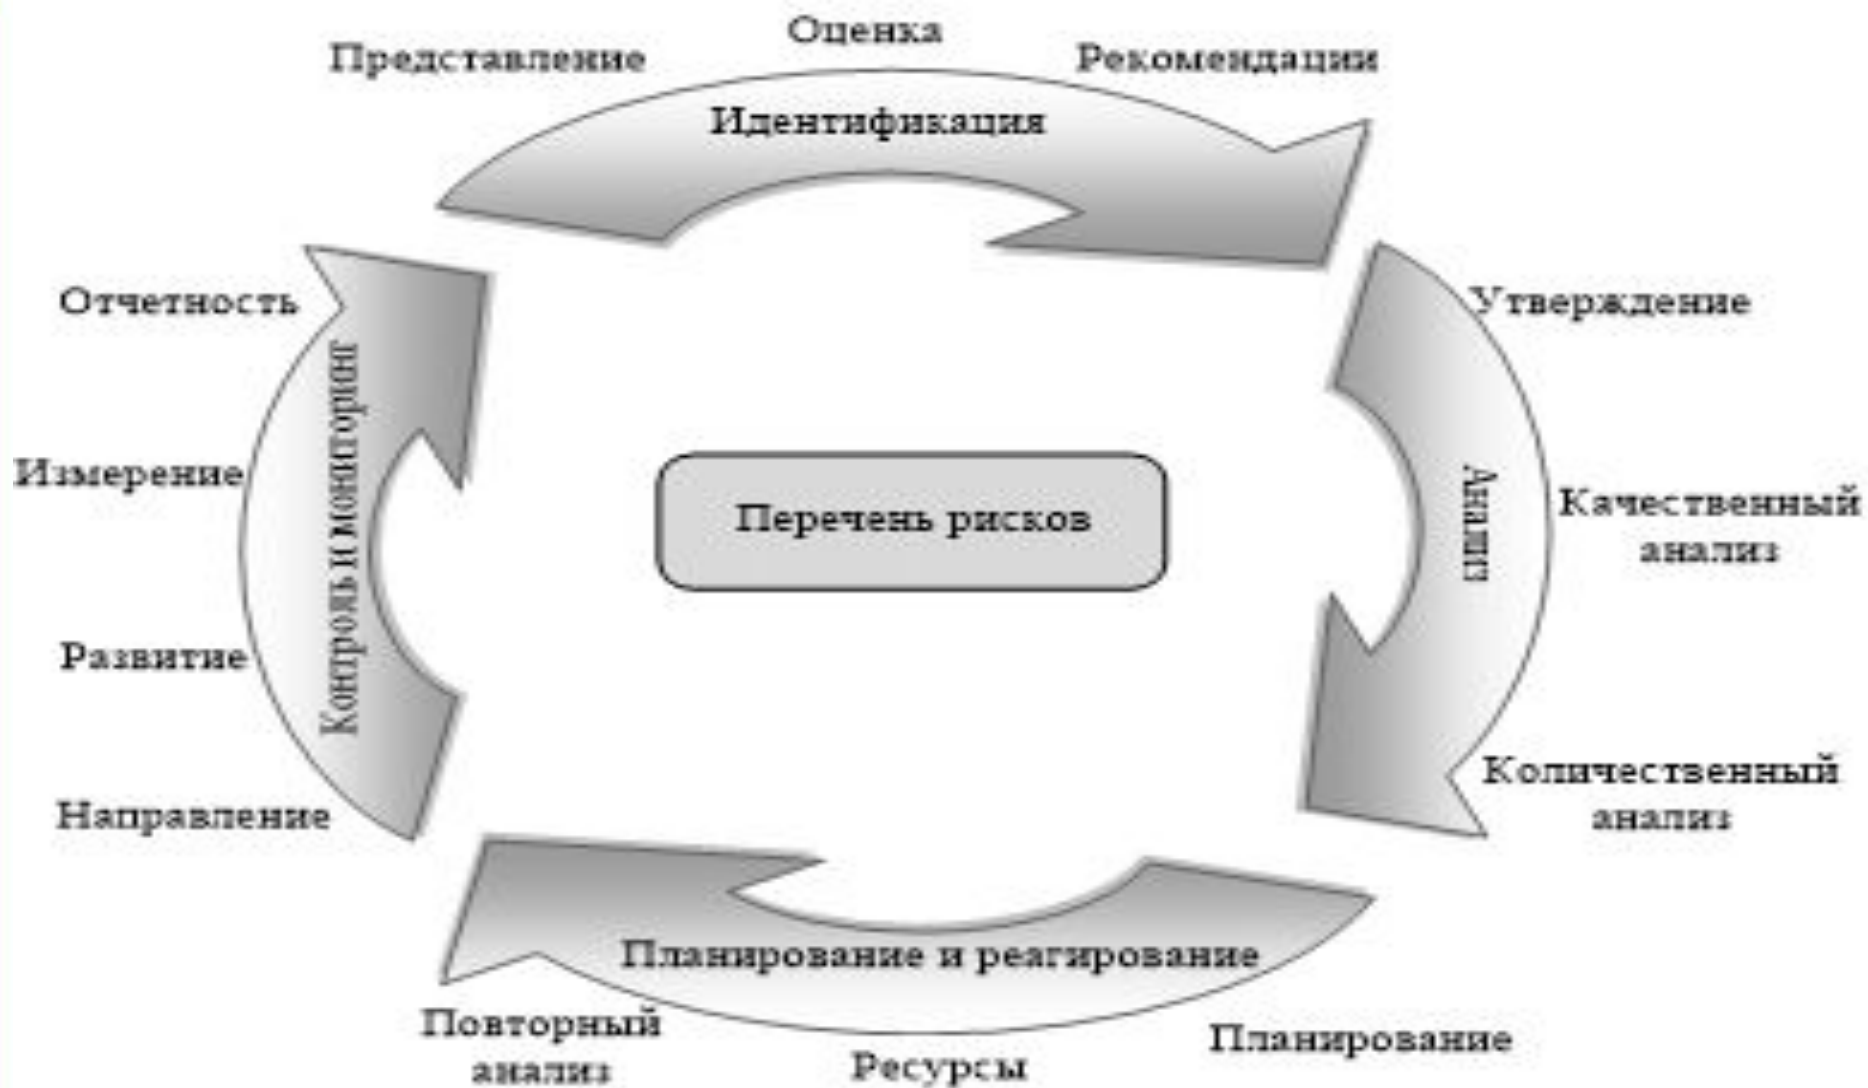 Оценка
Представление
Рекомендации
Идентификация
Утверждение
Анализ
Качественный
анализ
Количественный
анализ
Планирование
Планирование и реагирование
Ресурсы
Повторный
анализ
Направление
Развитие
Измерение
Отчетность
Контроль и мониторинг
Перечень рисков